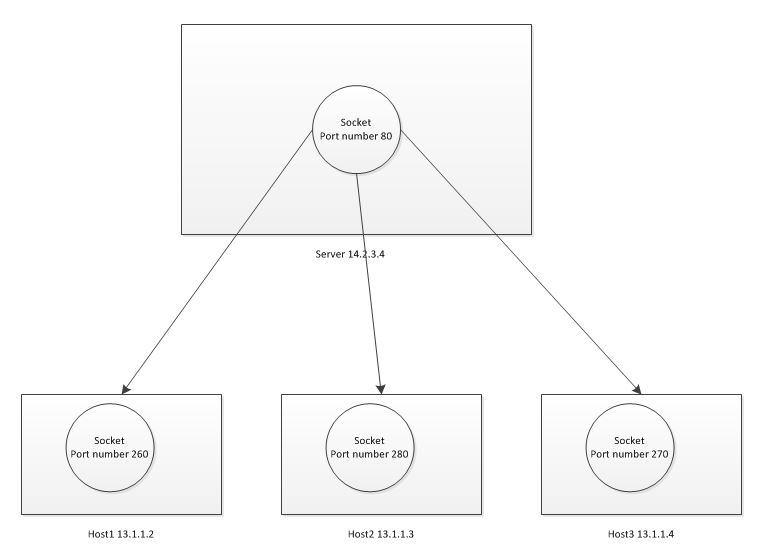 Socket
Port number 80
Server 14.2.3.4
Socket
Port number 260
Socket
Port number 280
Socket
Port number 270
Host1 13.1.1.2
Host2 13.1.1.3
Host3 13.1.1.4